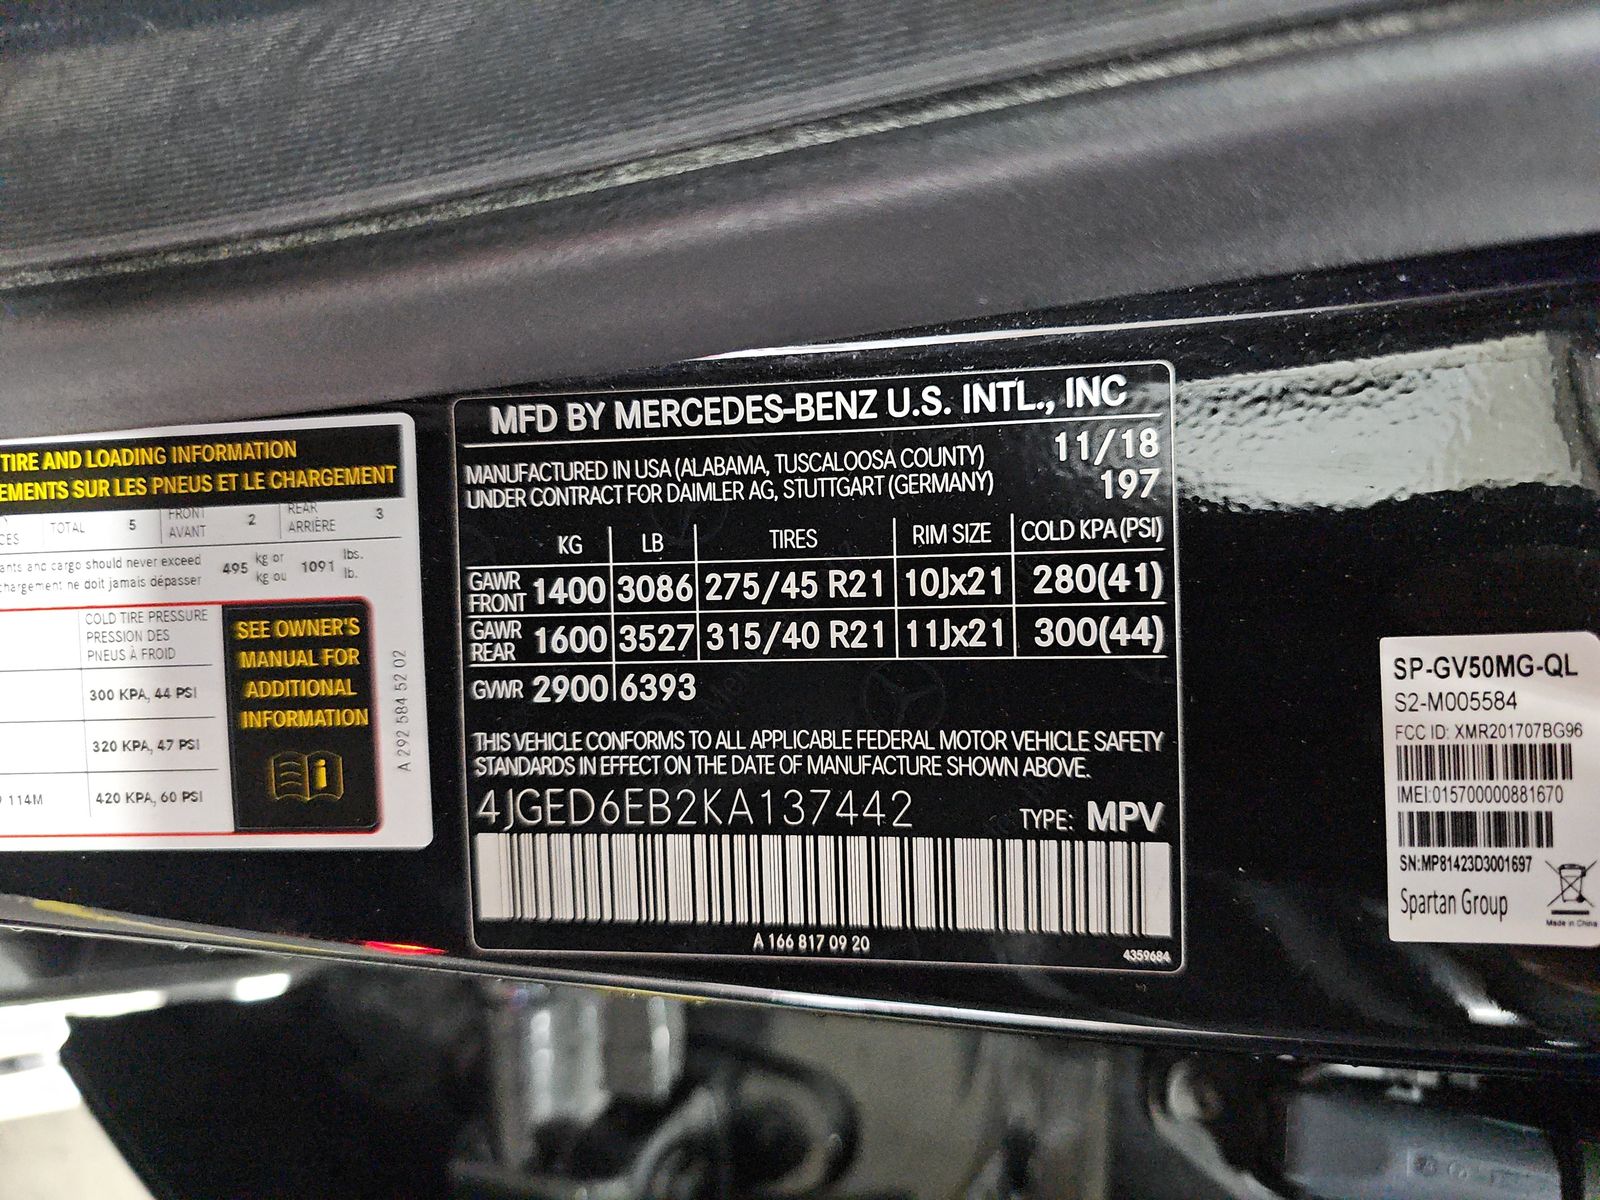 TIRE AND LOADING INFORMATION
EMENTS SUR LES PNEUS ET LE CHARGEMENT
CES TOTAL 5 FRONT AVANT 2 REAR ARRIÈRE 3
ants and cargo should never exceed
chargement ne doit jamais dépasser
495 kg or kg ou 1091 lbs. lb.
COLD TIRE PRESSURE
PRESSION DES
PNEUS À FROID
300 KPA, 44 PSI
320 KPA, 47 PSI
114M 420 KPA, 60 PSI
SEE OWNER'S
MANUAL FOR
ADDITIONAL
INFORMATION
A 292 584 52 02
MFD BY MERCEDES-BENZ U.S. INTL., INC
MANUFACTURED IN USA (ALABAMA, TUSCALOOSA COUNTY) 11/18
UNDER CONTRACT FOR DAIMLER AG, STUTTGART (GERMANY) 197
KG LB TIRES RIM SIZE COLD KPA(PSI)
GAWR FRONT 1400 3086 275/45 R21 10Jx21 280(41)
GAWR REAR 1600 3527 315/40 R21 11Jx21 300(44)
GVWR 2900 6393
THIS VEHICLE CONFORMS TO ALL APPLICABLE FEDERAL MOTOR VEHICLE SAFETY
STANDARDS IN EFFECT ON THE DATE OF MANUFACTURE SHOWN ABOVE.
4JGED6EB2KA137442 TYPE: MPV
A 166 817 09 20
4359684
SP-GV50MG-QL
S2-M005584
FCC ID: XMR201707BG96
IMEI:015700000881670
SN:MP81423D3001697
Spartan Group
Made in China